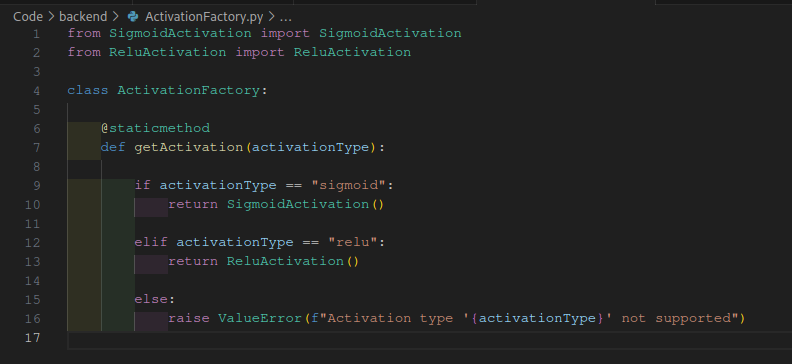 Code > backend > ActivationFactory.py > ...
1 from SigmoidActivation import SigmoidActivation
2 from ReluActivation import ReluActivation
3
4 class ActivationFactory:
5
6     @staticmethod
7     def getActivation(activationType):
8
9         if activationType == "sigmoid":
10             return SigmoidActivation()
11
12         elif activationType == "relu":
13             return ReluActivation()
14
15         else:
16             raise ValueError(f"Activation type '{activationType}' not supported")
17